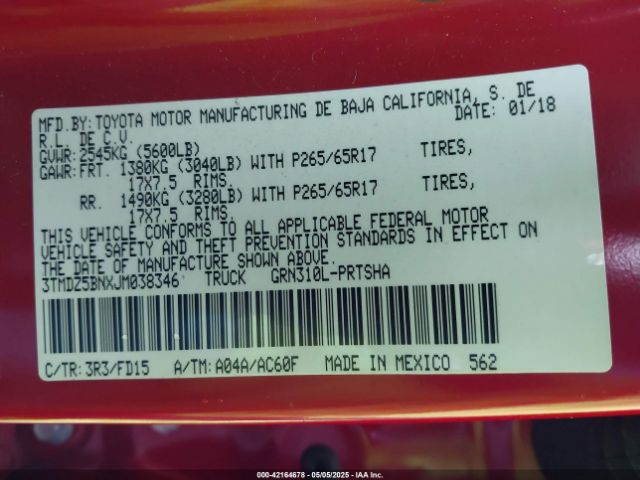 MFD.BY:TOYOTA MOTOR MANUFACTURING DE BAJA CALIFORNIA, S. DE
R.L. DE C.V. DATE: 01/18
GVWR:2545KG (5600LB)
GAWR:FRT. 1380KG (3040LB) WITH P265/65R17 TIRES,
17X7.5 RIMS.
RR. 1490KG (3280LB) WITH P265/65R17 TIRES,
17X7.5 RIMS.
THIS VEHICLE CONFORMS TO ALL APPLICABLE FEDERAL MOTOR
VEHICLE SAFETY AND THEFT PREVENTION STANDARDS IN EFFECT ON
THE DATE OF MANUFACTURE SHOWN ABOVE.
3TMDZ5BNXJM038346 TRUCK GRN310L-PRTSHA
C/TR:3R3/FD15 A/TM:A04A/AC60F MADE IN MEXICO 562
000-42164678 - 05/05/2025 - IAA Inc.